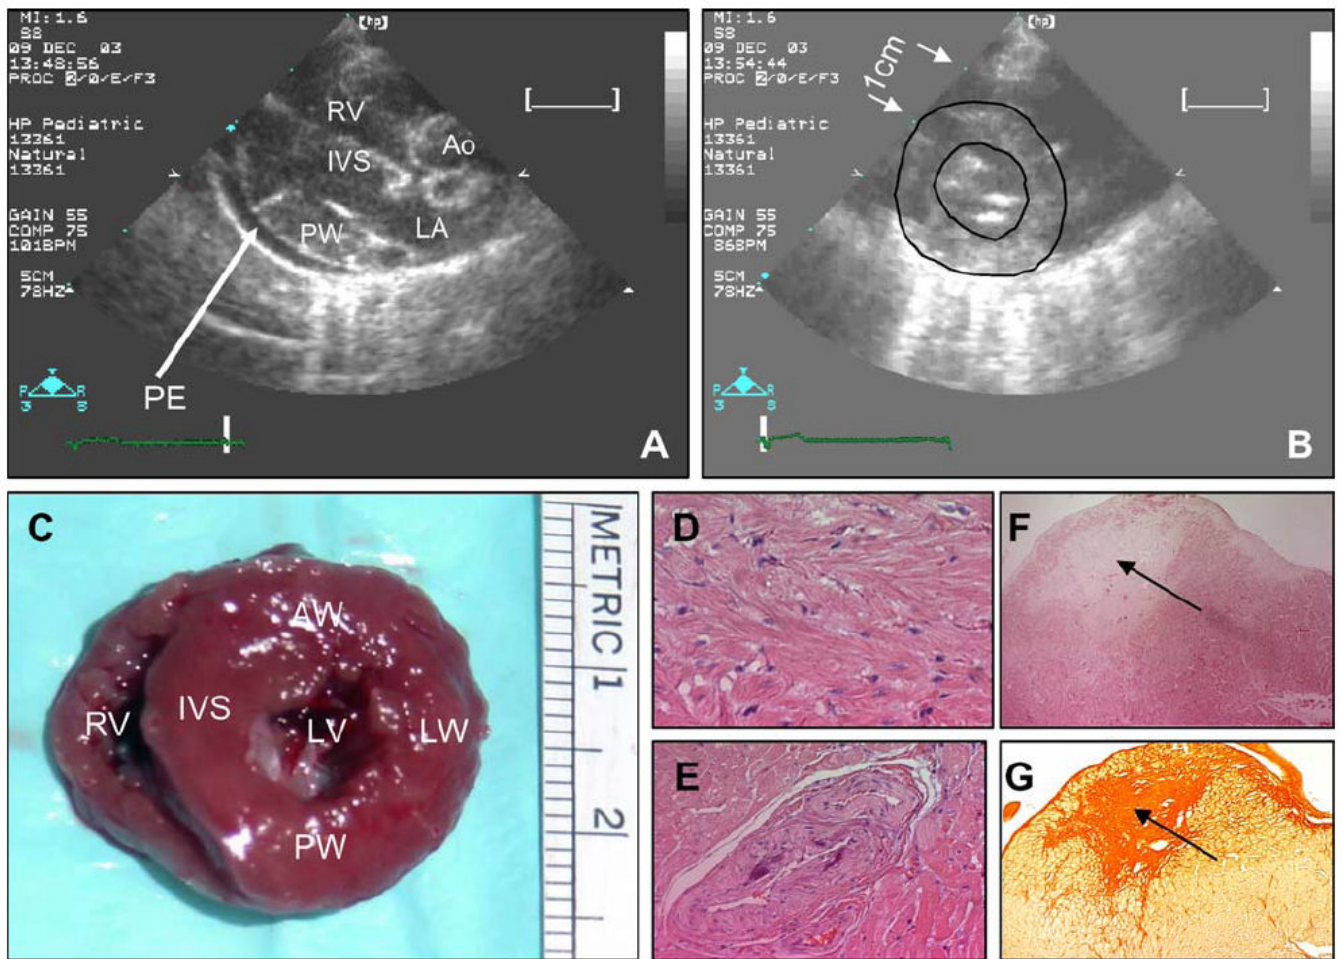 MI:1.6
S8
09 DEC 03
13:48:56
PROC 2/0/E/F3
HP Pediatric
13361
Natural
13361
GAIN 55
COMP 75
101BPM
5CM
78HZ
P R
3 8
[hp]
RV
IVS
Ao
PW
LA
PE
A
MI:1.6
S8
09 DEC 03
13:54:44
PROC 2/0/E/F3
HP Pediatric
13361
Natural
13361
GAIN 55
COMP 75
86BPM
5CM
78HZ
P R
3 8
[hp]
1cm
B
C
AW
RV
IVS
LV
LW
PW
METRIC 1
2
D
E
F
G